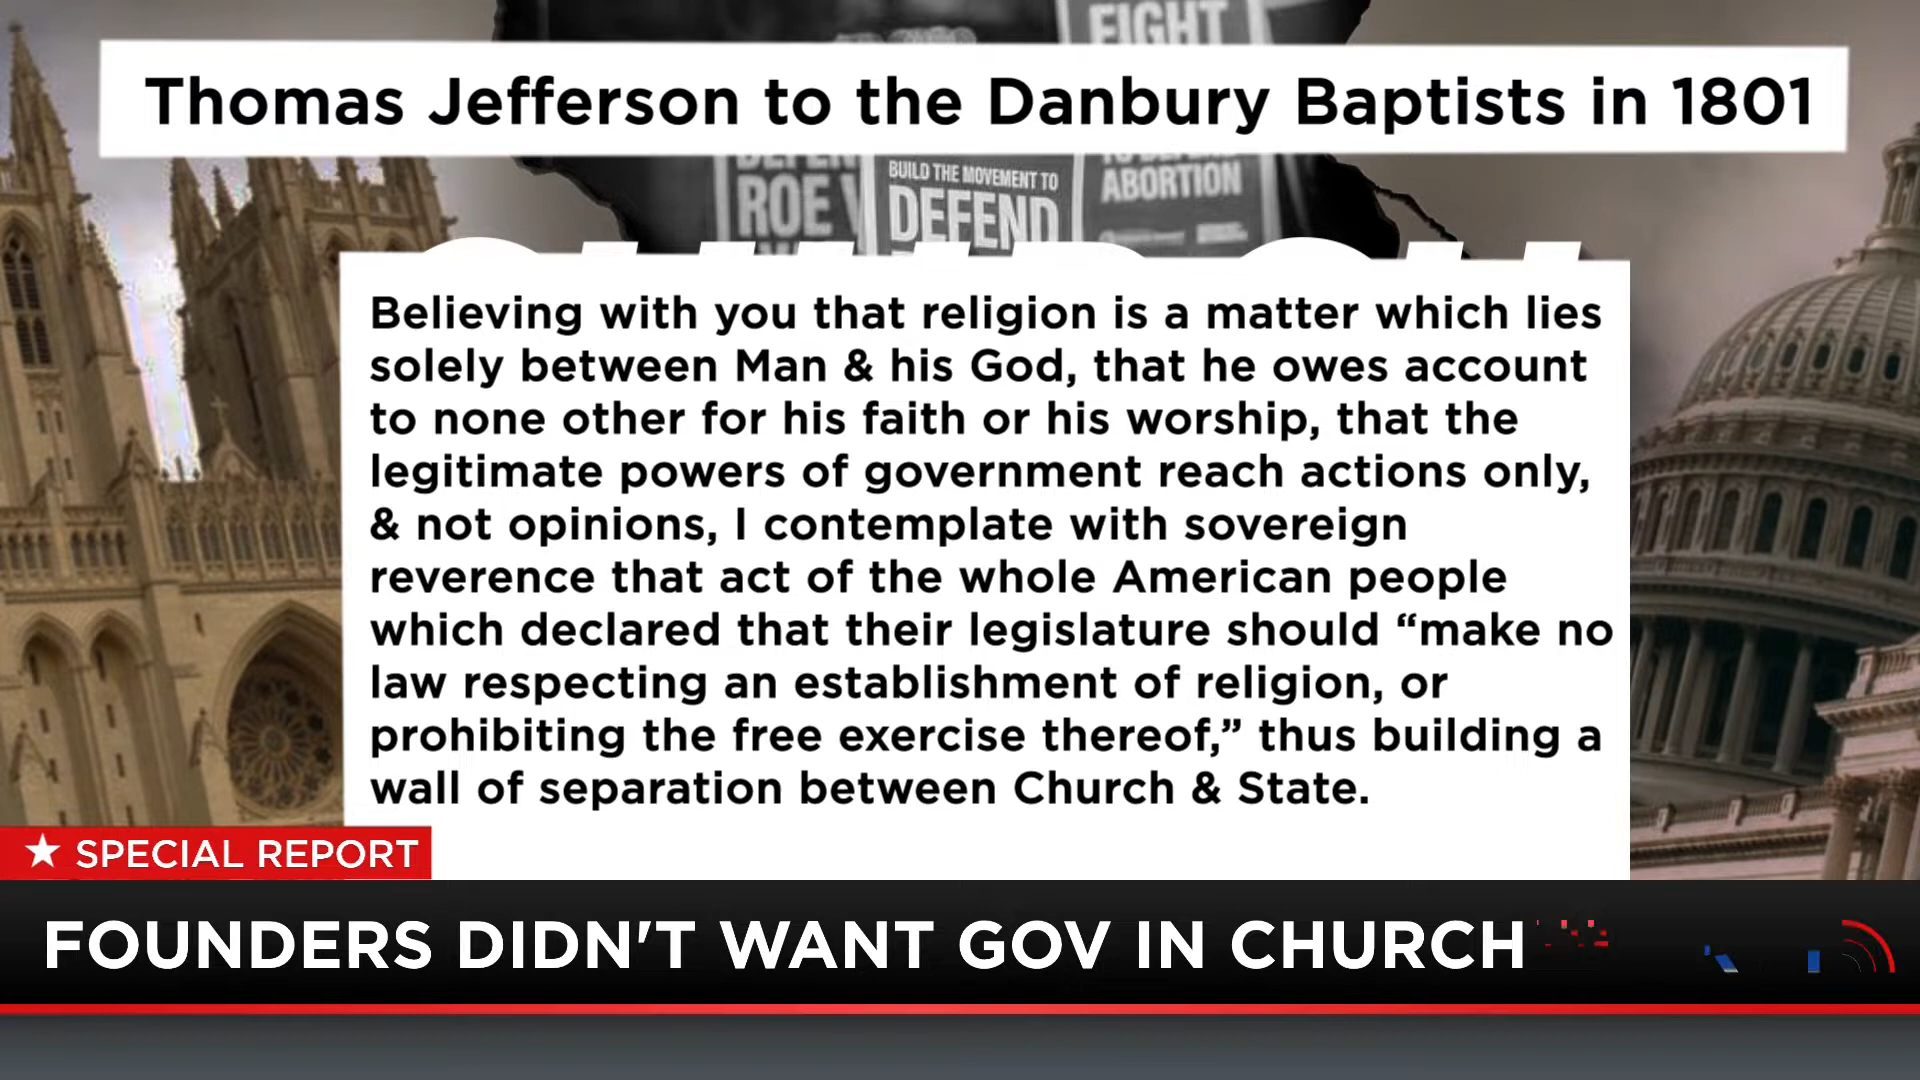 FIGHT
Thomas Jefferson to the Danbury Baptists in 1801
ROE V
BUILD THE MOVEMENT TO
DEFEND
ABORTION
Believing with you that religion is a matter which lies
solely between Man & his God, that he owes account
to none other for his faith or his worship, that the
legitimate powers of government reach actions only,
& not opinions, I contemplate with sovereign
reverence that act of the whole American people
which declared that their legislature should “make no
law respecting an establishment of religion, or
prohibiting the free exercise thereof,” thus building a
wall of separation between Church & State.
★ SPECIAL REPORT
FOUNDERS DIDN'T WANT GOV IN CHURCH